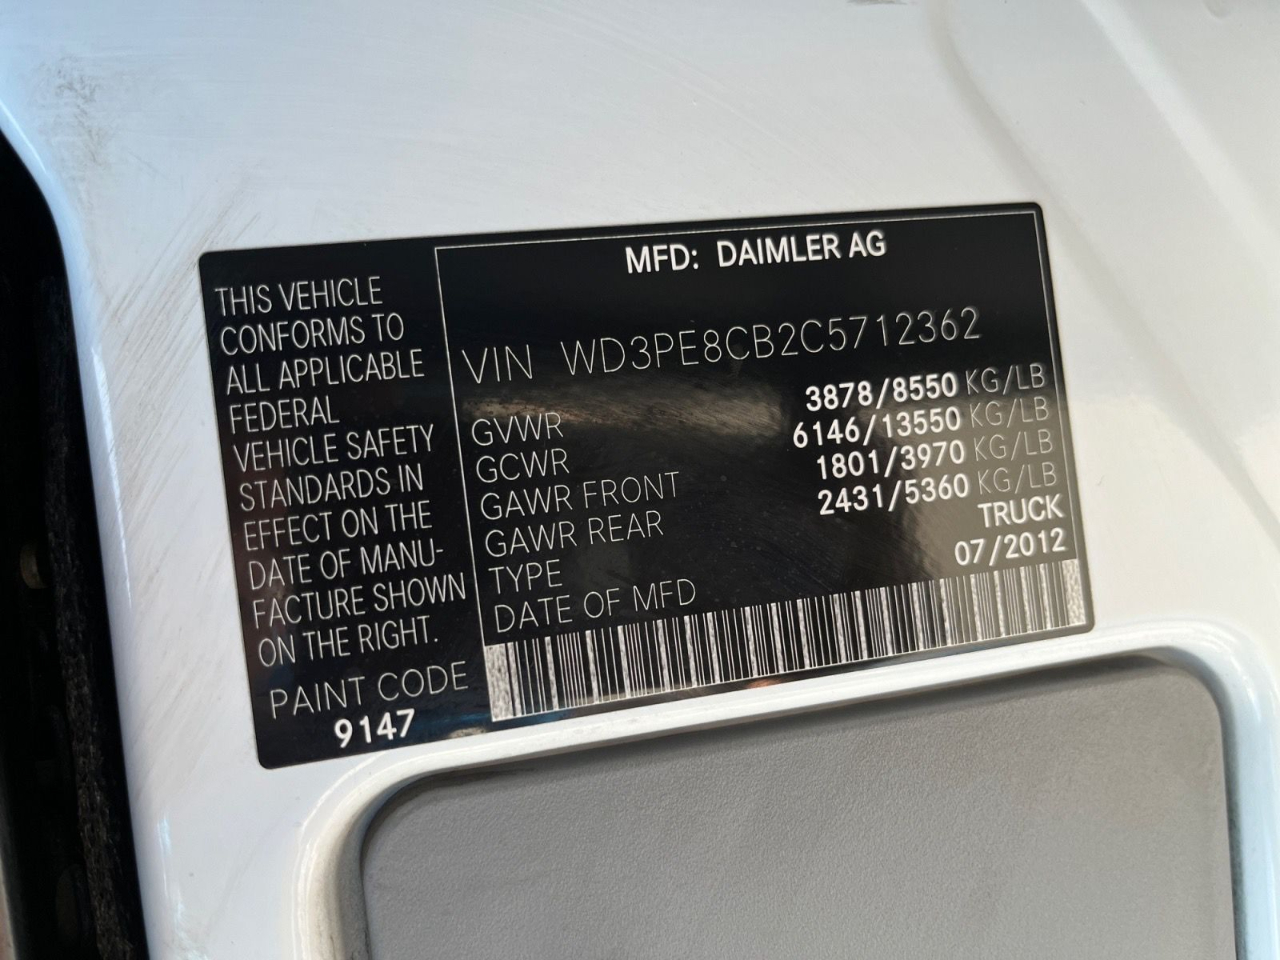 THIS VEHICLE
CONFORMS TO
ALL APPLICABLE
FEDERAL
VEHICLE SAFETY
STANDARDS IN
EFFECT ON THE
DATE OF MANU-
FACTURE SHOWN
ON THE RIGHT.
PAINT CODE
9147
MFD: DAIMLER AG
VIN WD3PE8CB2C5712362
GVWR 3878/8550 KG/LB
GCWR 6146/13550 KG/LB
GAWR FRONT 1801/3970 KG/LB
GAWR REAR 2431/5360 KG/LB
TYPE TRUCK
DATE OF MFD 07/2012